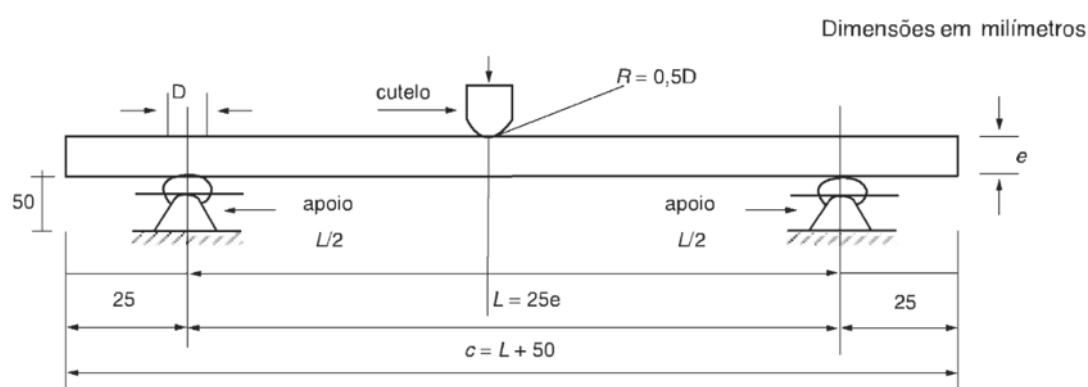 Dimensões em milímetros
D
cutelo
R = 0,5D
e
50
apoio
apoio
L/2
L/2
25
L = 25e
25
c = L + 50